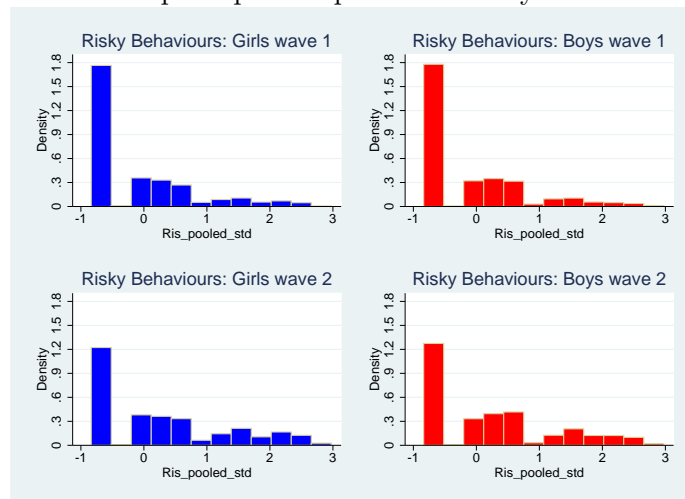 Risky Behaviours: Girls wave 1
Density
0 .3 .6 .9 1.2 1.5 1.8
-1 0 1 2 3
Ris_pooled_std
Risky Behaviours: Boys wave 1
Density
0 .3 .6 .9 1.2 1.5 1.8
-1 0 1 2 3
Ris_pooled_std
Risky Behaviours: Girls wave 2
Density
0 .3 .6 .9 1.2 1.5 1.8
-1 0 1 2 3
Ris_pooled_std
Risky Behaviours: Boys wave 2
Density
0 .3 .6 .9 1.2 1.5 1.8
-1 0 1 2 3
Ris_pooled_std